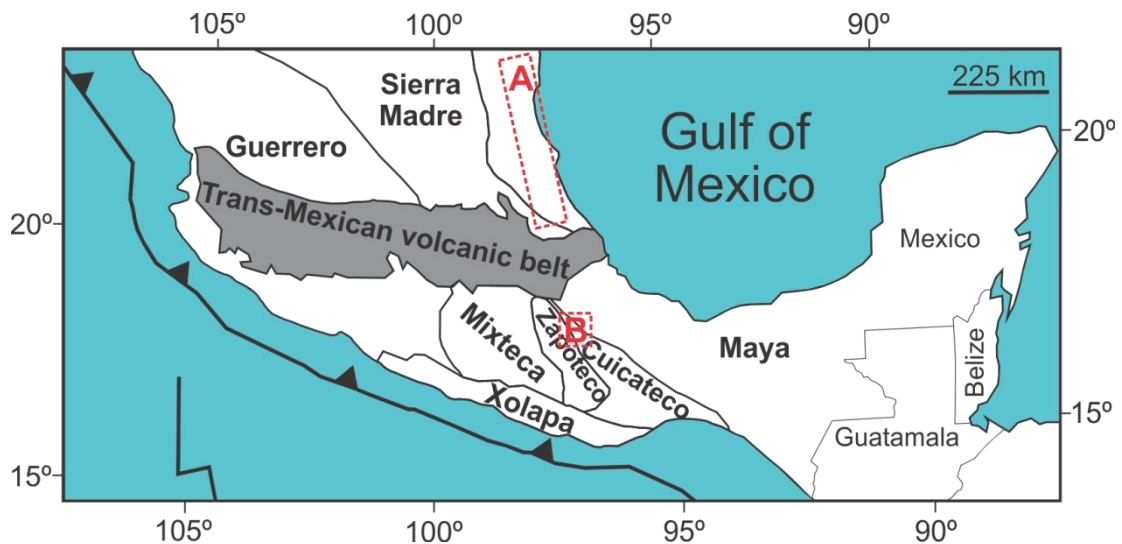 105º 100º 95º 90º
A
225 km
Sierra
Madre
Gulf of
Mexico
20º
Guerrero
Trans-Mexican volcanic belt
20º
Mexico
B
Mixteca
Zapoteco
Cuicateco
Maya
Belize
Xolapa
15º
Guatamala
15º
105º 100º 95º 90º